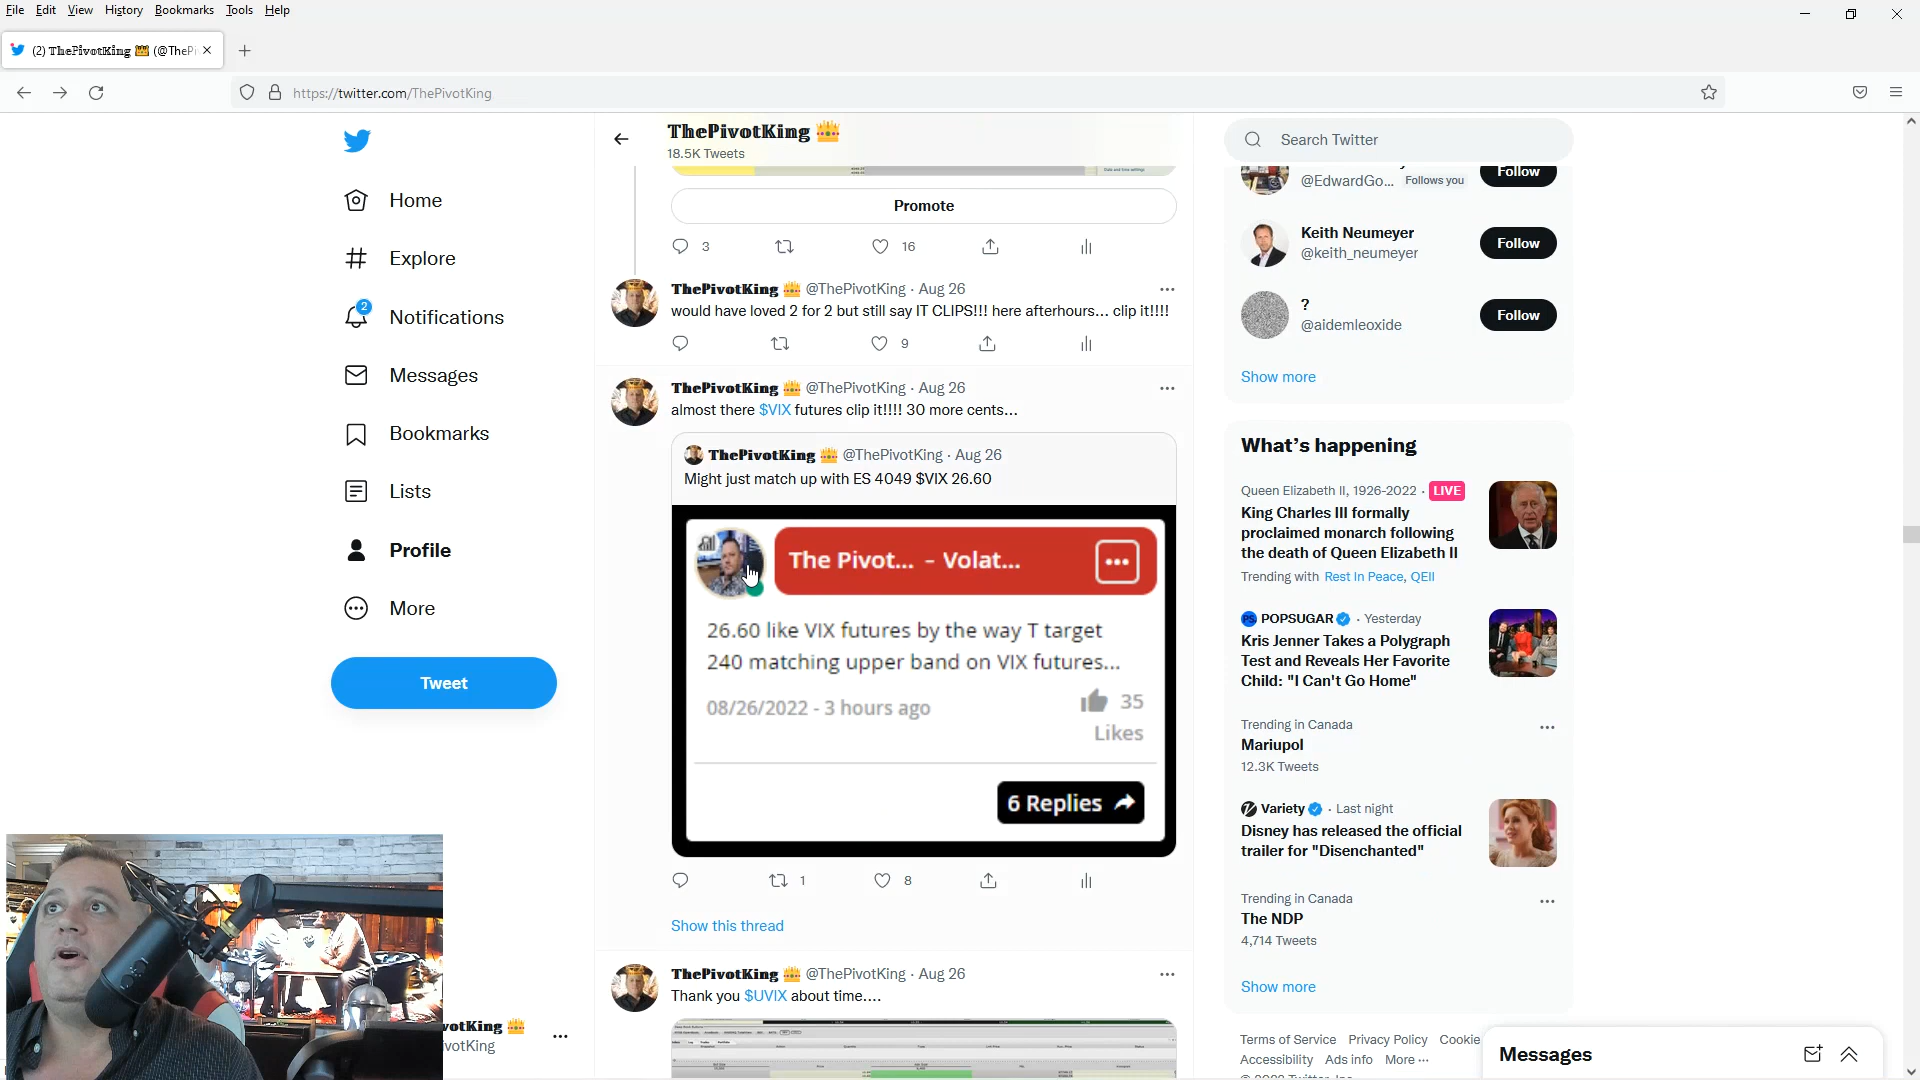 File Edit View History Bookmarks Tools Help
(2) ThePivotKing (@TheP
https://twitter.com/ThePivotKing
Home
Explore
2
Notifications
Messages
Bookmarks
Lists
Profile
More
Tweet
ThePivotKing
18.5K Tweets
Promote
3 16
ThePivotKing @ThePivotKing · Aug 26
would have loved 2 for 2 but still say IT CLIPS!!! here afterhours... clip it!!!!
9
ThePivotKing @ThePivotKing · Aug 26
almost there $VIX futures clip it!!!! 30 more cents...
ThePivotKing @ThePivotKing · Aug 26
Might just match up with ES 4049 $VIX 26.60
The Pivot... - Volat...
26.60 like VIX futures by the way T target
240 matching upper band on VIX futures...
08/26/2022 - 3 hours ago
35
Likes
6 Replies
1 8
Show this thread
ThePivotKing @ThePivotKing · Aug 26
Thank you $UVIX about time....
votKing
votKing
Search Twitter
@EdwardGo... Follows you
Follow
Keith Neumeyer
@keith_neumeyer
Follow
?
@aidemleoxide
Follow
Show more
What's happening
Queen Elizabeth II, 1926-2022 · LIVE
King Charles III formally
proclaimed monarch following
the death of Queen Elizabeth II
Trending with Rest In Peace, QEII
POPSUGAR · Yesterday
Kris Jenner Takes a Polygraph
Test and Reveals Her Favorite
Child: "I Can't Go Home"
Trending in Canada
Mariupol
12.3K Tweets
Variety · Last night
Disney has released the official
trailer for "Disenchanted"
Trending in Canada
The NDP
4,714 Tweets
Show more
Terms of Service Privacy Policy Cookie
Accessibility Ads info More ...
© 2022 Twitter, Inc.
Messages